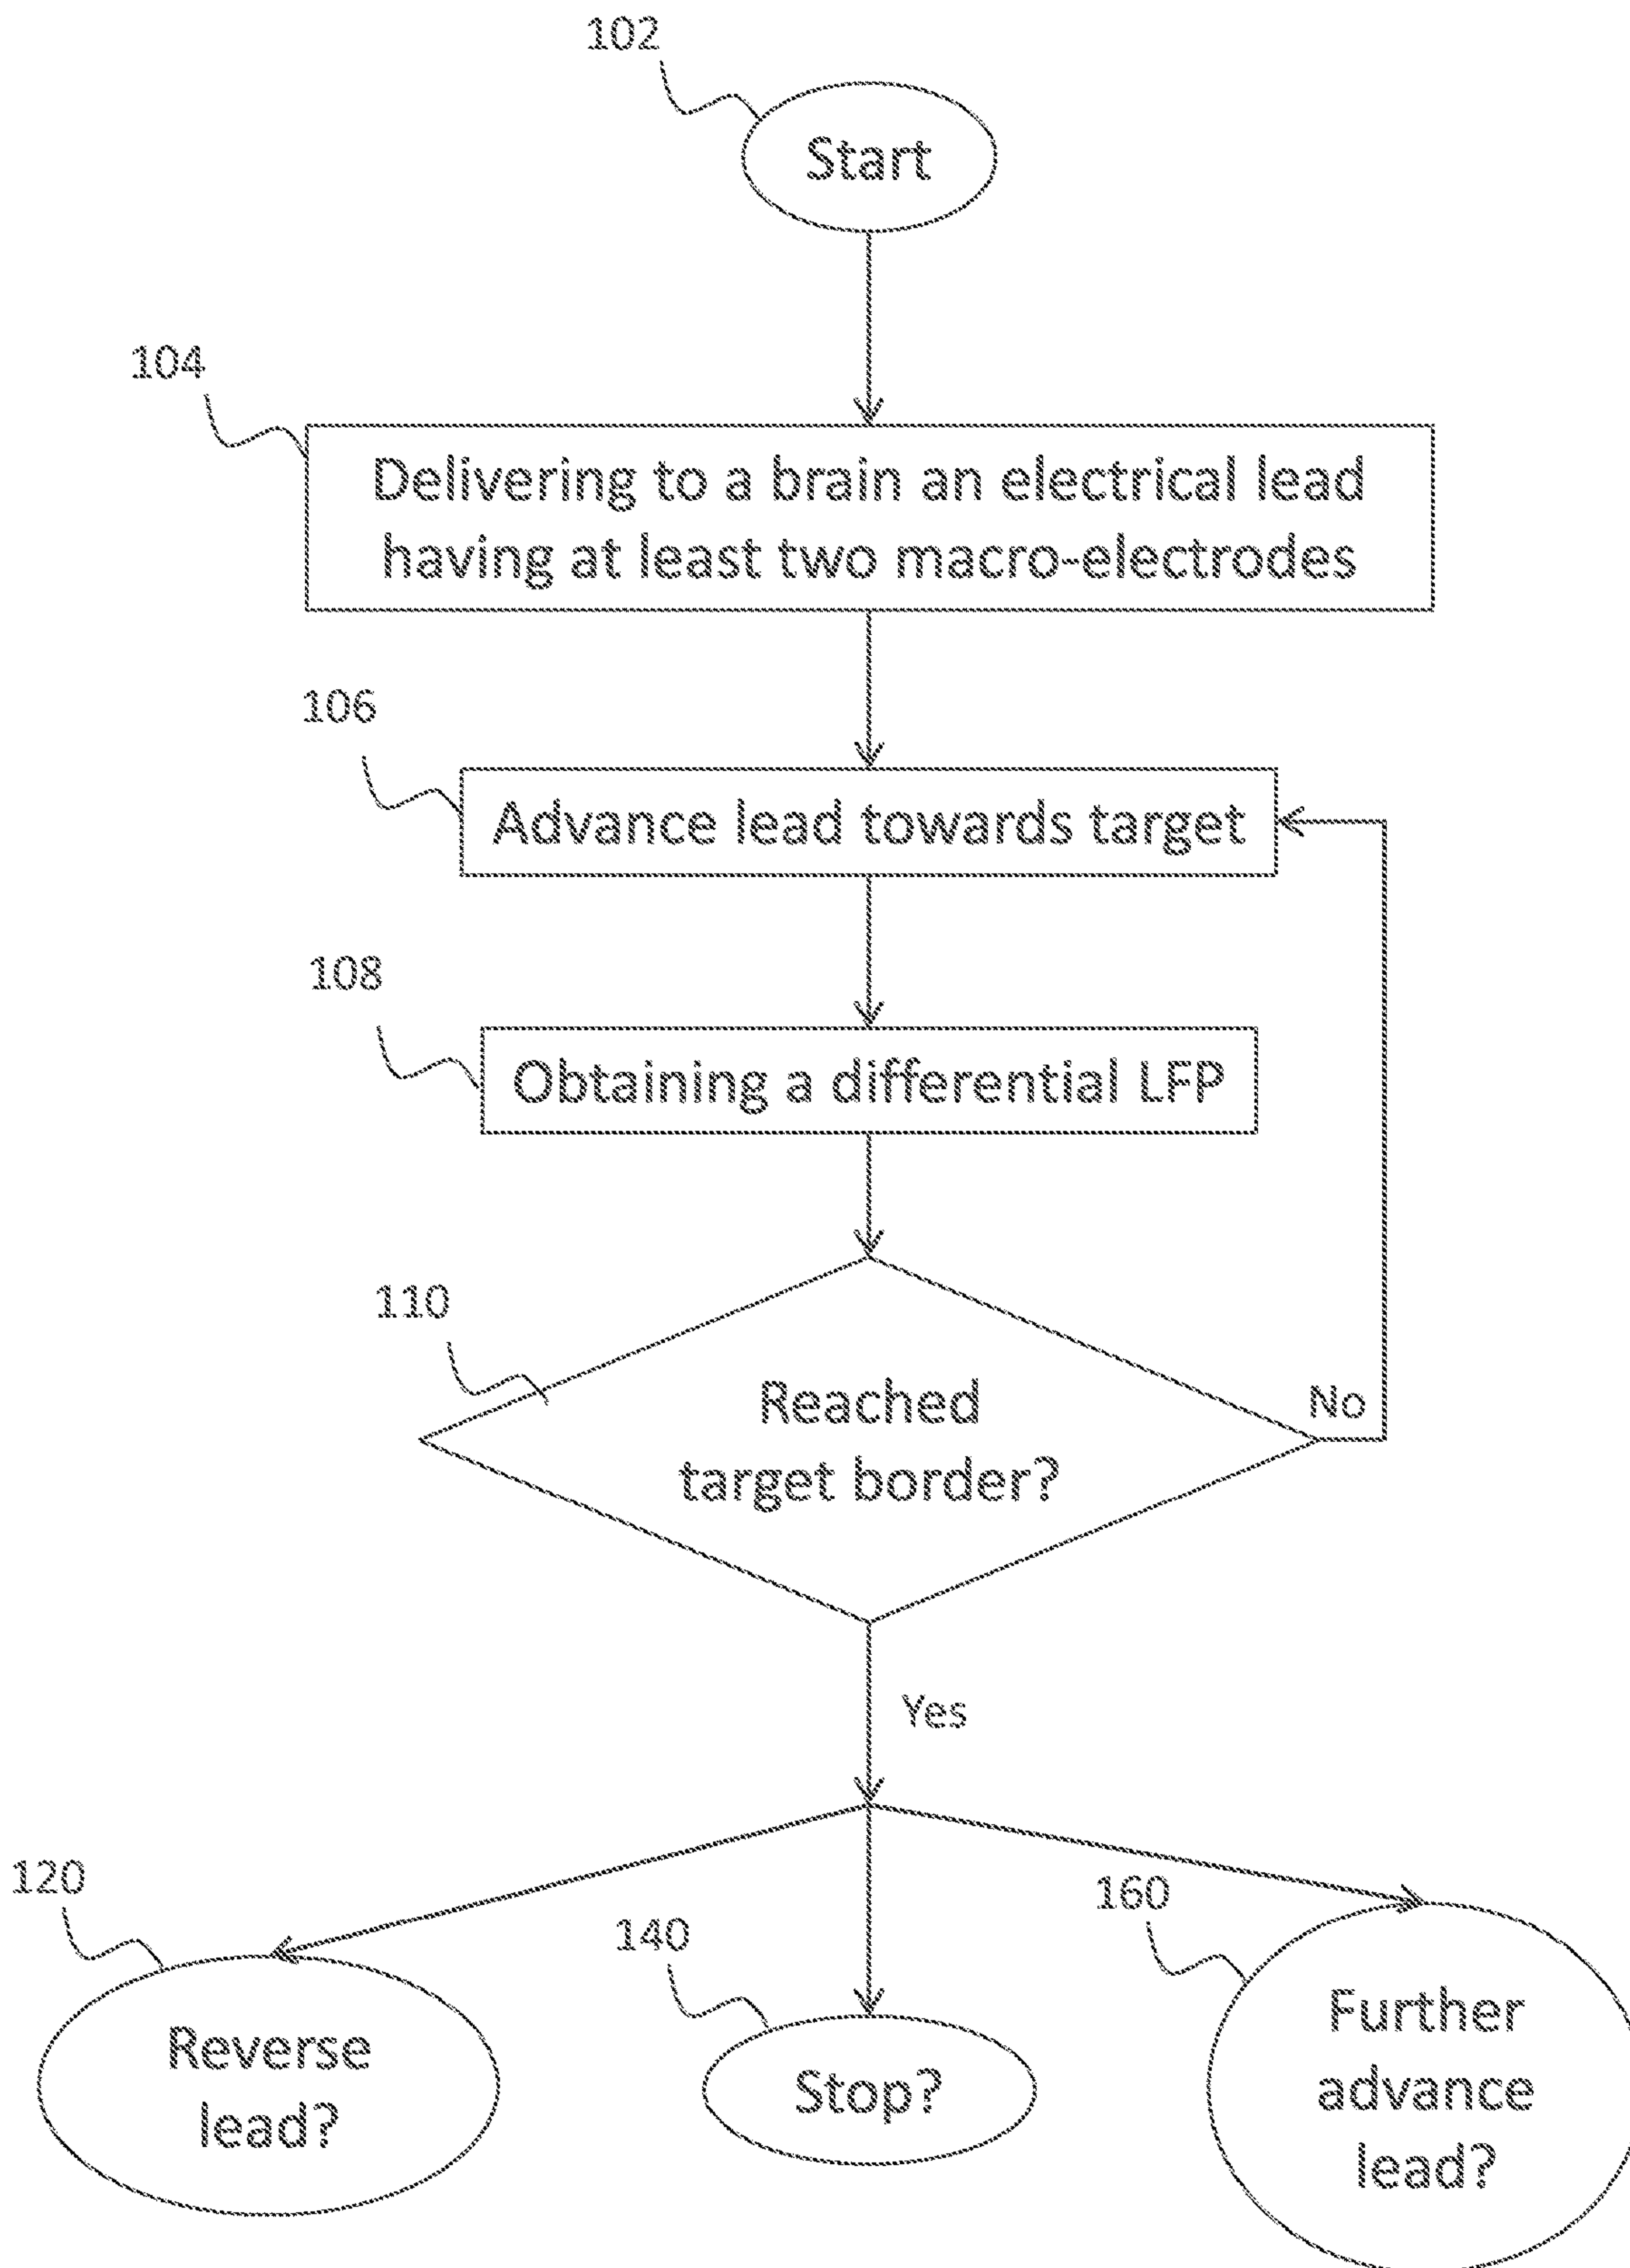 102
Start
104
Delivering to a brain an electrical lead
having at least two macro-electrodes
106
Advance lead towards target
108
Obtaining a differential LFP
110
Reached
target border?
No
Yes
120
Reverse
lead?
140
Stop?
160
Further
advance
lead?